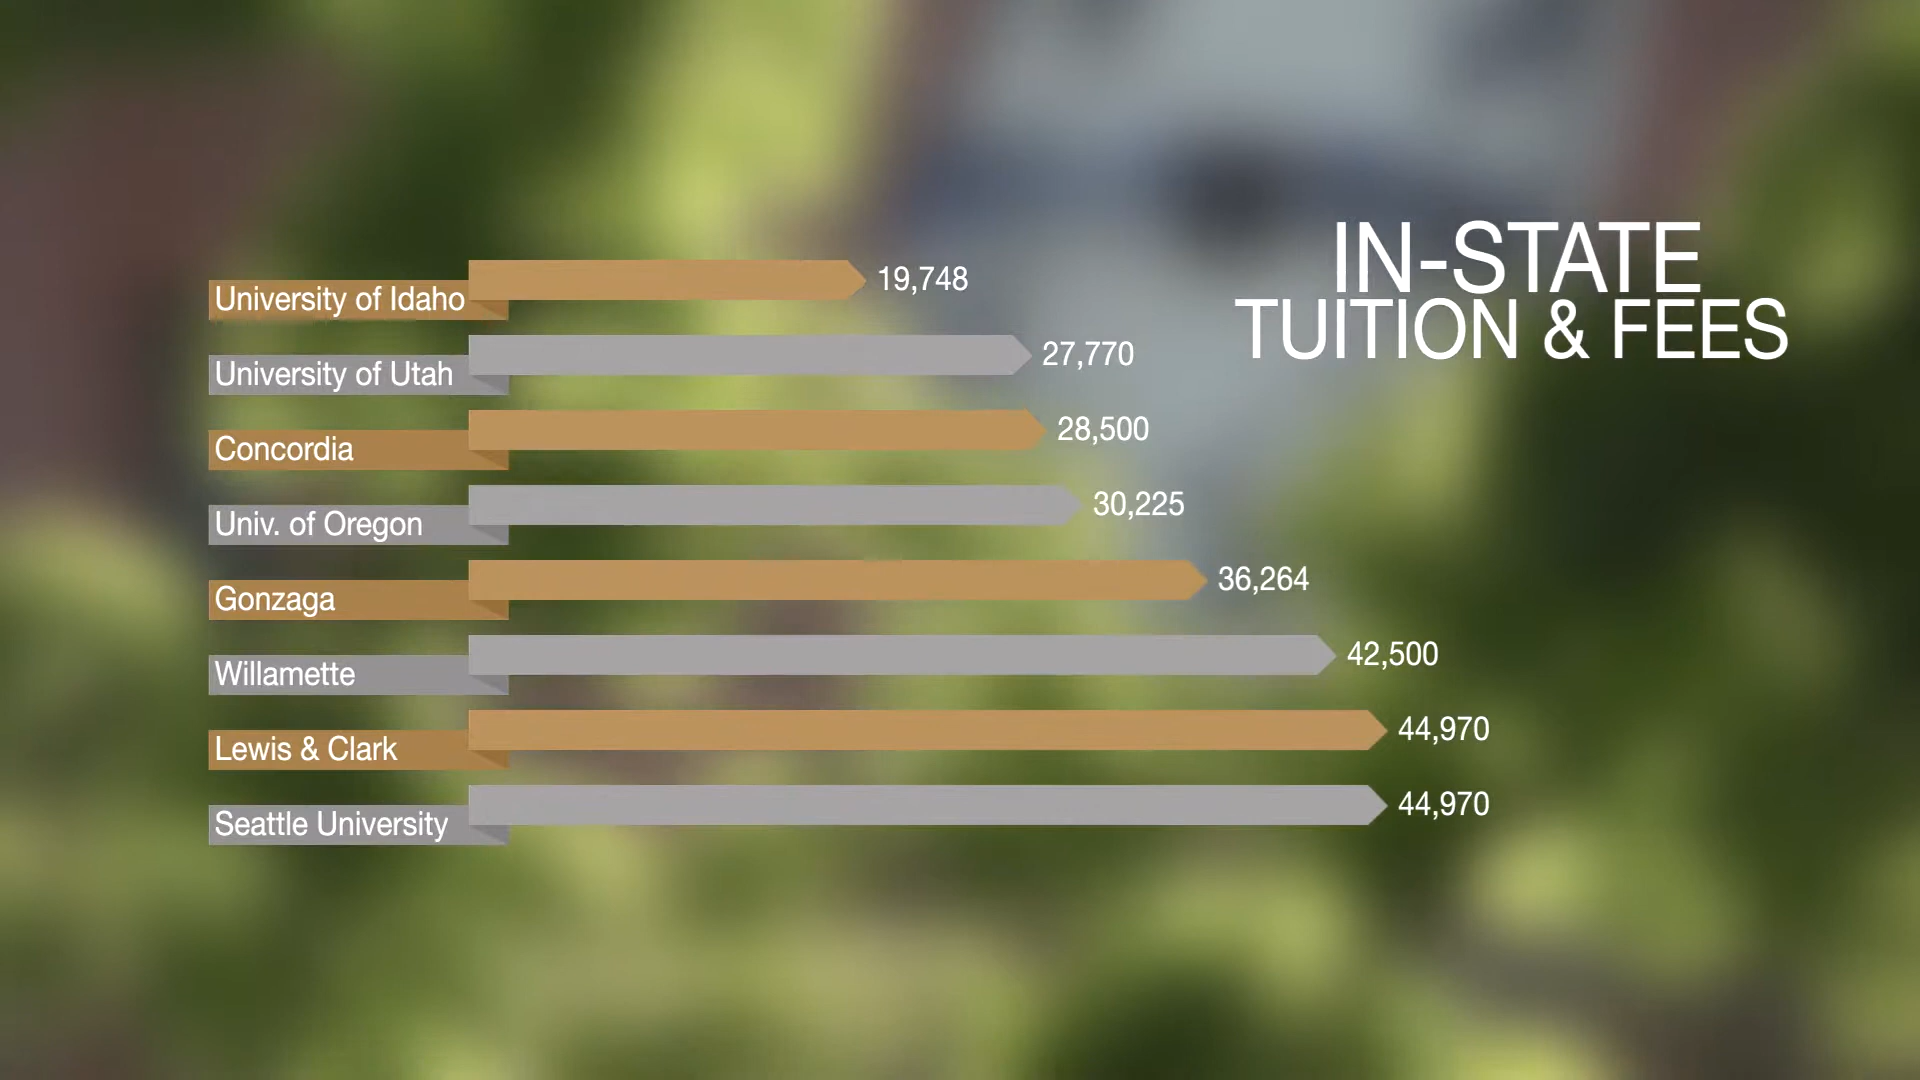 IN-STATE
TUITION & FEES
University of Idaho 19,748
University of Utah 27,770
Concordia 28,500
Univ. of Oregon 30,225
Gonzaga 36,264
Willamette 42,500
Lewis & Clark 44,970
Seattle University 44,970